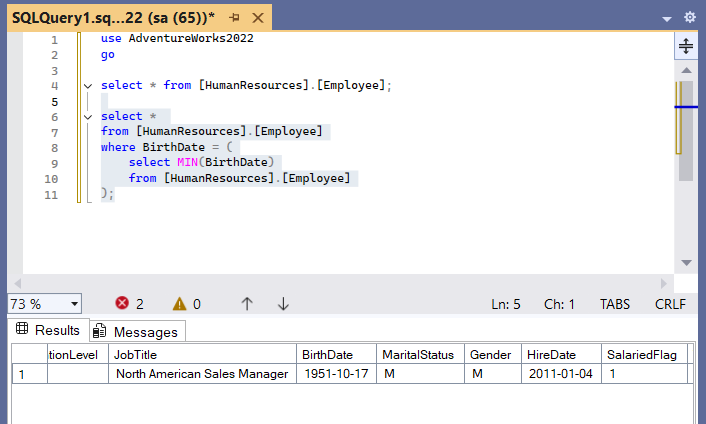 SQLQuery1.sq...22 (sa (65))*
1 use AdventureWorks2022
2 go
3
4 select * from [HumanResources].[Employee];
5
6 select *
7 from [HumanResources].[Employee]
8 where BirthDate = (
9 select MIN(BirthDate)
10 from [HumanResources].[Employee]
11 );
73 % 2 0 Ln: 5 Ch: 1 TABS CRLF
Results Messages
tionLevel JobTitle BirthDate MaritalStatus Gender HireDate SalariedFlag
1 North American Sales Manager 1951-10-17 M M 2011-01-04 1